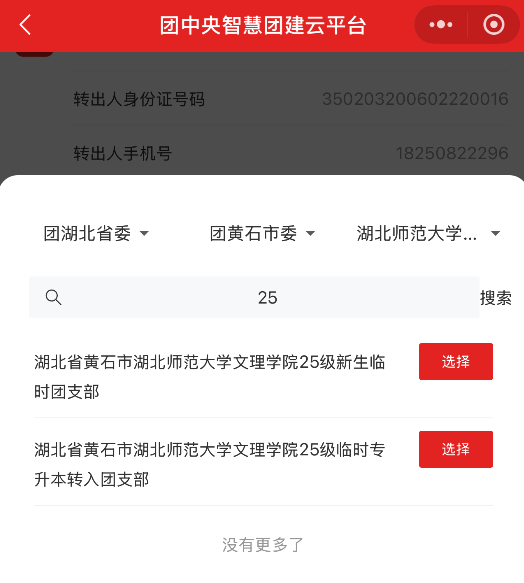 团中央智慧团建云平台
转出人身份证号码 350203200602220016
转出人手机号 18250822296
团湖北省委 团黄石市委 湖北师范大学...
25 搜索
湖北省黄石市湖北师范大学文理学院25级新生临
时团支部
选择
湖北省黄石市湖北师范大学文理学院25级临时专
升本转入团支部
选择
没有更多了